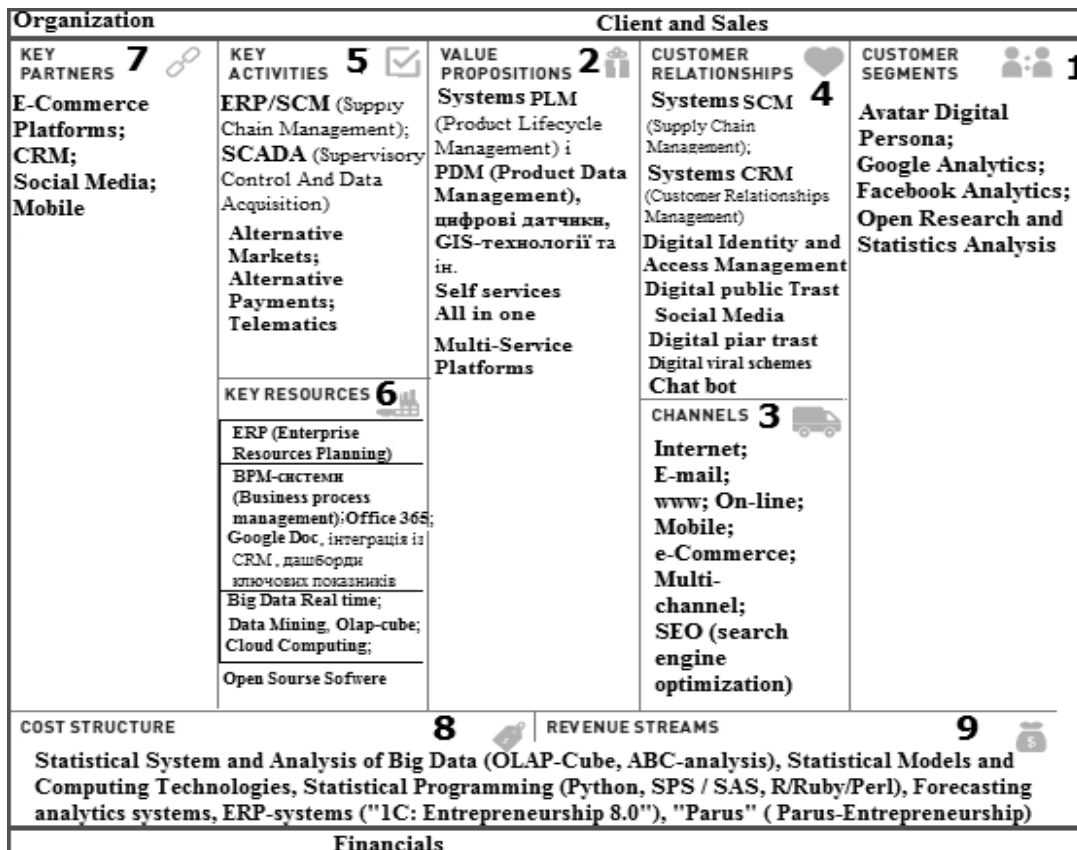 Organization
Client and Sales
KEY
PARTNERS 7
E-Commerce
Platforms;
CRM;
Social Media;
Mobile
KEY
ACTIVITIES 5
ERP/SCM (Supply
Chain Management);
SCADA (Supervisory
Control And Data
Acquisition)
Alternative
Markets;
Alternative
Payments;
Telematics
KEY RESOURCES 6
ERP (Enterprise
Resources Planning)
BPM-системи
(Business process
management);Office 365;
Google Doc, інтеграція із
CRM, дашборди
ключових показників
Big Data Real time;
Data Mining, Olap-cube;
Cloud Computing;
Open Sourse Sofwere
VALUE
PROPOSITIONS 2
Systems PLM
(Product Lifecycle
Management) і
PDM (Product Data
Management),
цифрові датчики,
GIS-технології та
ін.
Self services
All in one
Multi-Service
Platforms
CUSTOMER
RELATIONSHIPS
4
Systems SCM
(Supply Chain
Management);
Systems CRM
(Customer Relationships
Management)
Digital Identity and
Access Management
Digital public Trast
Social Media
Digital piar trast
Digital viral schemes
Chat bot
CHANNELS 3
Internet;
E-mail;
www; On-line;
Mobile;
e-Commerce;
Multi-
channel;
SEO (search
engine
optimization)
CUSTOMER
SEGMENTS 1
Avatar Digital
Persona;
Google Analytics;
Facebook Analytics;
Open Research and
Statistics Analysis
COST STRUCTURE 8
REVENUE STREAMS 9
Statistical System and Analysis of Big Data (OLAP-Cube, ABC-analysis), Statistical Models and
Computing Technologies, Statistical Programming (Python, SPS / SAS, R/Ruby/Perl), Forecasting
analytics systems, ERP-systems ("1C: Entrepreneurship 8.0"), "Parus" ( Parus-Entrepreneurship)
Financials